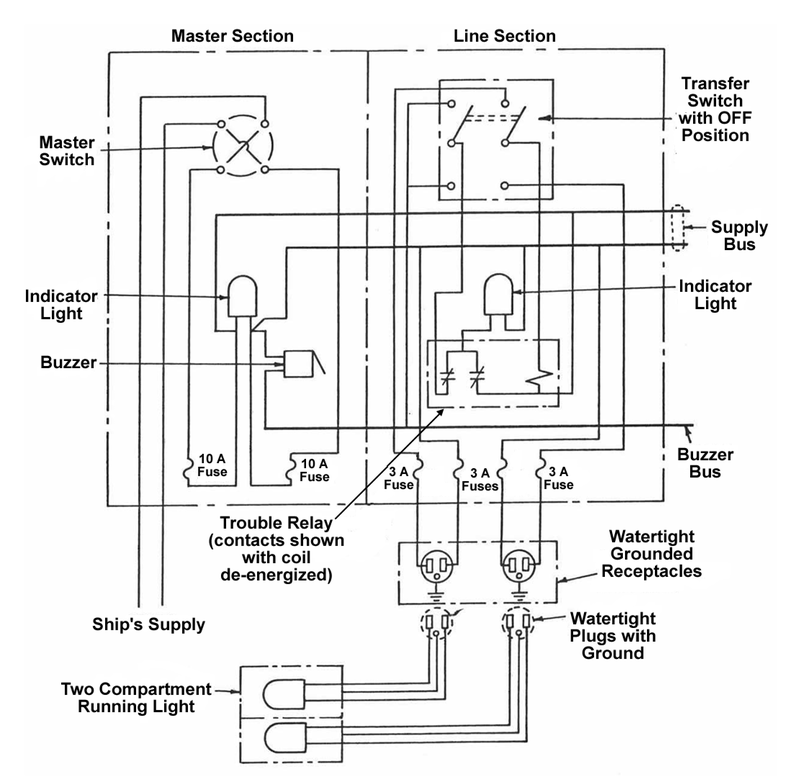 Master Section
Line Section
Transfer
Switch
with OFF
Position
Master
Switch
Supply
Bus
Indicator
Light
Indicator
Light
Buzzer
10 A
Fuse
10 A
Fuse
3 A
Fuse
3 A
Fuses
3 A
Fuse
Buzzer
Bus
Trouble Relay
(contacts shown
with coil
de-energized)
Watertight
Grounded
Receptacles
Ship's Supply
Watertight
Plugs with
Ground
Two Compartment
Running Light